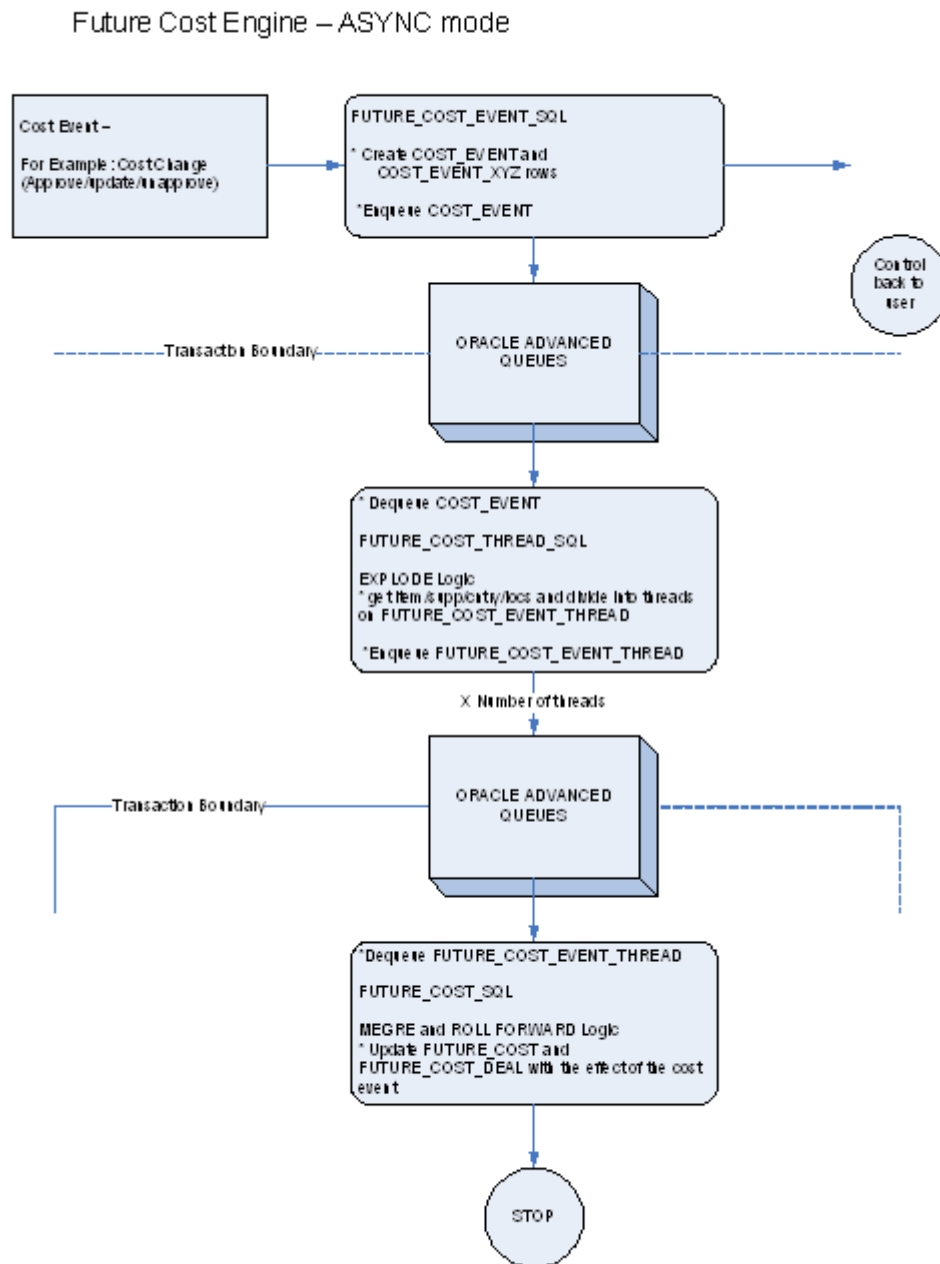 Future Cost Engine – ASYNC mode
Cost Event –
For Example : Cost Change
(Approve/update/unapprove)
FUTURE_COST_EVENT_SQL
* Create COST_EVENT and
COST_EVENT_XYZ rows
*Enqueue COST_EVENT
Control
back to
user
ORACLE ADVANCED
QUEUES
Transaction Boundary
* Dequeue COST_EVENT
FUTURE_COST_THREAD_SQL
EXPLODE Logic
* get item/supp/cntry/locs and divide into threads
on FUTURE_COST_EVENT_THREAD
*Enqueue FUTURE_COST_EVENT_THREAD
X Number of threads
ORACLE ADVANCED
QUEUES
Transaction Boundary
*Dequeue FUTURE_COST_EVENT_THREAD
FUTURE_COST_SQL
MEGRE and ROLL FORWARD Logic
* Update FUTURE_COST and
FUTURE_COST_DEAL with the effect of the cost
event
STOP